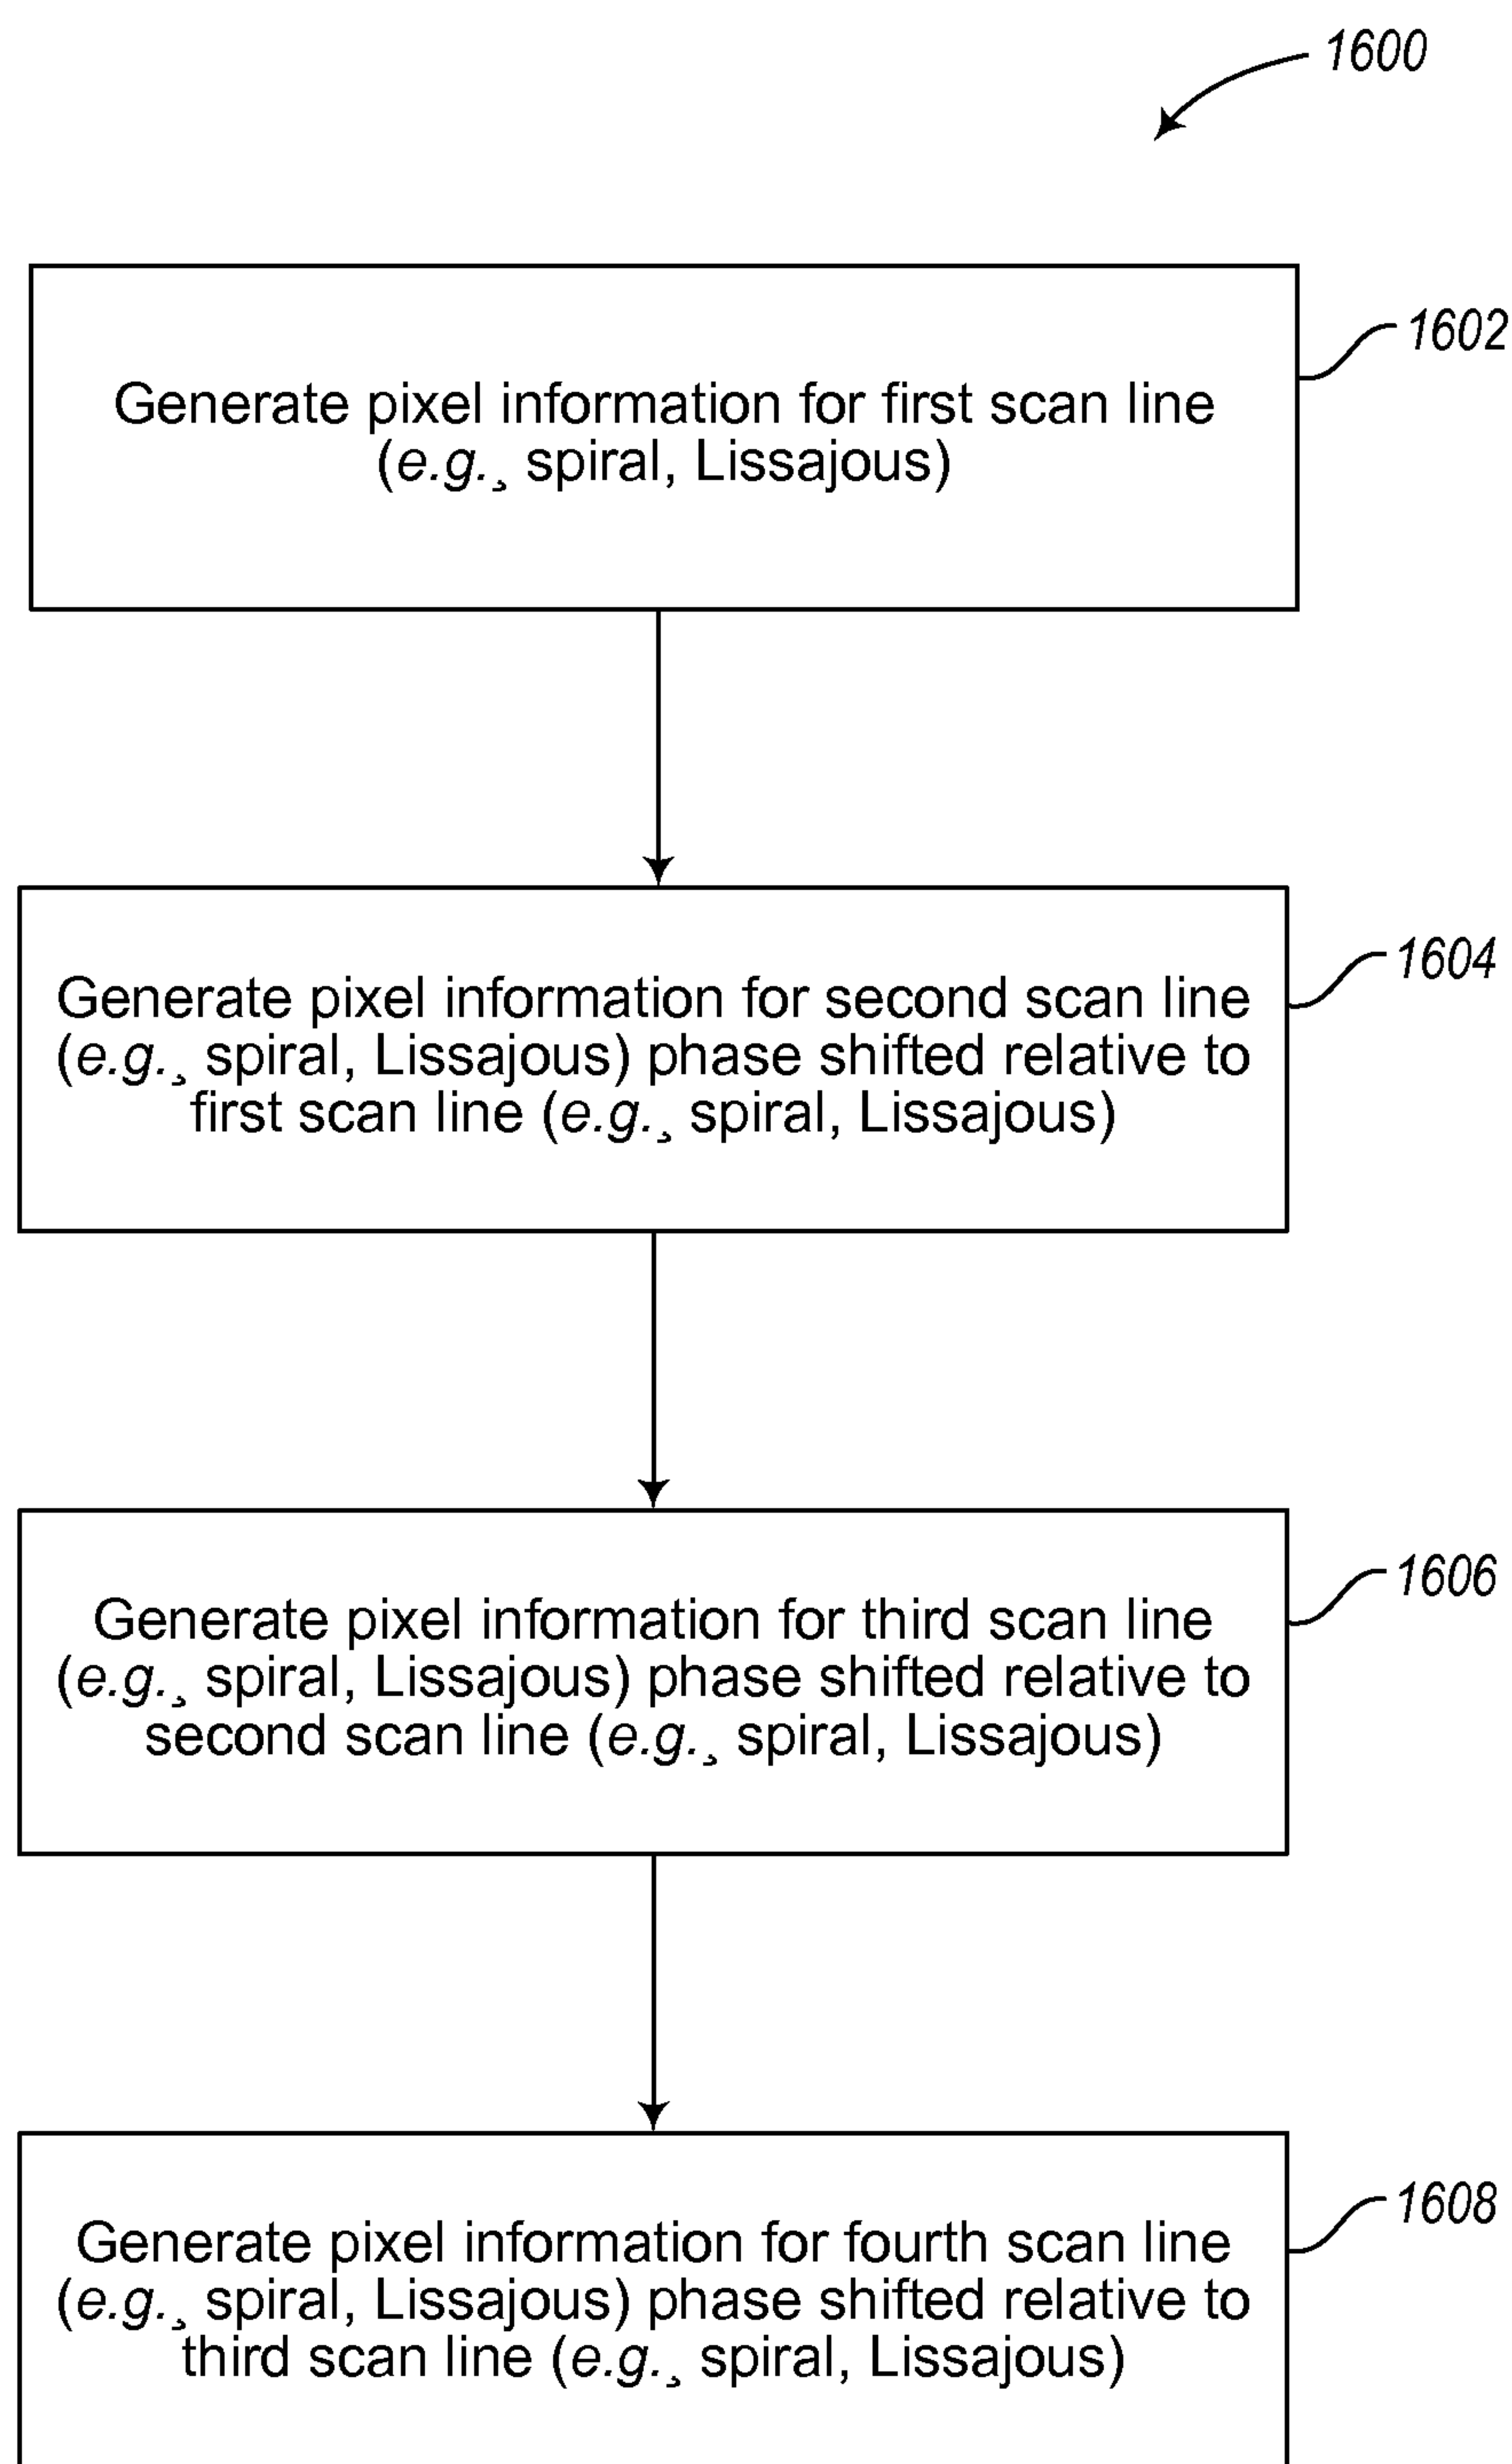 1600
1602
Generate pixel information for first scan line
(e.g.¸ spiral, Lissajous)
1604
Generate pixel information for second scan line
(e.g.¸ spiral, Lissajous) phase shifted relative to
first scan line (e.g.¸ spiral, Lissajous)
1606
Generate pixel information for third scan line
(e.g.¸ spiral, Lissajous) phase shifted relative to
second scan line (e.g.¸ spiral, Lissajous)
1608
Generate pixel information for fourth scan line
(e.g.¸ spiral, Lissajous) phase shifted relative to
third scan line (e.g.¸ spiral, Lissajous)